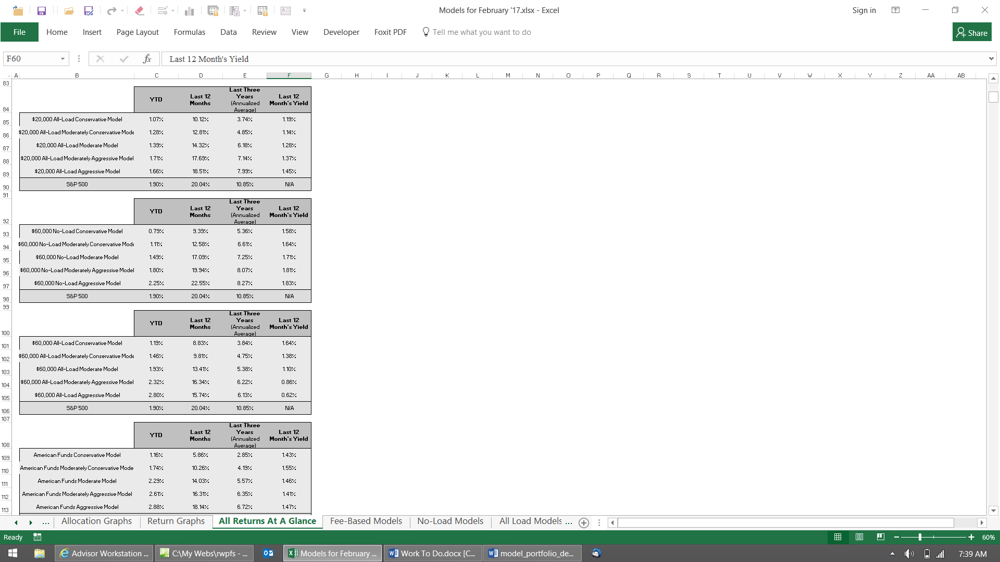 Models for February '17.xlsx - Excel
Sign in
File Home Insert Page Layout Formulas Data Review View Developer Foxit PDF Tell me what you want to do Share
F60 fx Last 12 Month's Yield
A B C D E F G H I J K L M N O P Q R S T U V W X Y Z AA AB
83
84 YTD Last 12 Months Last Three Years (Annualized Average) Last 12 Month's Yield
85 $20,000 All-Load Conservative Model 1.07% 10.12% 3.74% 1.19%
86 $20,000 All-Load Moderately Conservative Mode 1.28% 12.81% 4.85% 1.14%
87 $20,000 All-Load Moderate Model 1.39% 14.32% 6.18% 1.28%
88 $20,000 All-Load Moderately Aggressive Model 1.71% 17.69% 7.14% 1.37%
89 $20,000 All-Load Aggressive Model 1.66% 18.51% 7.99% 1.45%
90 S&P 500 1.90% 20.04% 10.85% N/A
91
92 YTD Last 12 Months Last Three Years (Annualized Average) Last 12 Month's Yield
93 $60,000 No-Load Conservative Model 0.79% 9.39% 5.36% 1.58%
94 $60,000 No-Load Moderately Conservative Mode 1.11% 12.58% 6.61% 1.64%
95 $60,000 No-Load Moderate Model 1.49% 17.09% 7.25% 1.71%
96 $60,000 No-Load Moderately Aggressive Model 1.80% 19.94% 8.07% 1.81%
97 $60,000 No-Load Aggressive Model 2.25% 22.55% 8.27% 1.83%
98 S&P 500 1.90% 20.04% 10.85% N/A
99
100 YTD Last 12 Months Last Three Years (Annualized Average) Last 12 Month's Yield
101 $60,000 All-Load Conservative Model 1.19% 8.83% 3.84% 1.64%
102 $60,000 All-Load Moderately Conservative Mode 1.46% 9.81% 4.75% 1.38%
103 $60,000 All-Load Moderate Model 1.93% 13.41% 5.38% 1.10%
104 $60,000 All-Load Moderately Aggressive Model 2.32% 16.34% 6.22% 0.86%
105 $60,000 All-Load Aggressive Model 2.80% 15.74% 6.13% 0.62%
106 S&P 500 1.90% 20.04% 10.85% N/A
107
108 YTD Last 12 Months Last Three Years (Annualized Average) Last 12 Month's Yield
109 American Funds Conservative Model 1.16% 5.86% 2.85% 1.43%
110 American Funds Moderately Conservative Mode 1.74% 10.26% 4.19% 1.55%
111 American Funds Moderate Model 2.29% 14.03% 5.57% 1.46%
112 American Funds Moderately Aggressive Model 2.61% 16.31% 6.35% 1.41%
113 American Funds Aggressive Model 2.88% 18.14% 6.72% 1.47%
... Allocation Graphs Return Graphs All Returns At A Glance Fee-Based Models No-Load Models All Load Models ...
Ready 60%
Advisor Workstation ... C:\My Webs\rwpfs - ... Models for February ... Work To Do.docx [C... model_portfolio_de... 7:39 AM